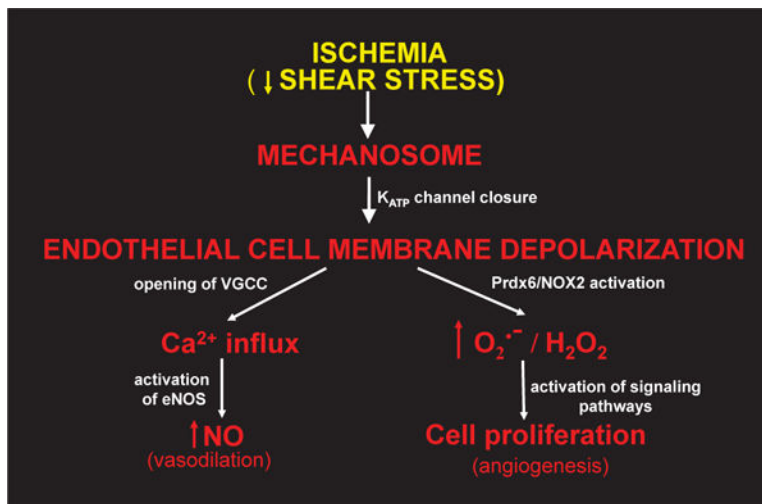 ISCHEMIA
(↓ SHEAR STRESS)
MECHANOSOME
K_ATP channel closure
ENDOTHELIAL CELL MEMBRANE DEPOLARIZATION
opening of VGCC
Prdx6/NOX2 activation
Ca²⁺ influx
↑ O₂•⁻ / H₂O₂
activation
of eNOS
activation of signaling
pathways
↑NO
(vasodilation)
Cell proliferation
(angiogenesis)